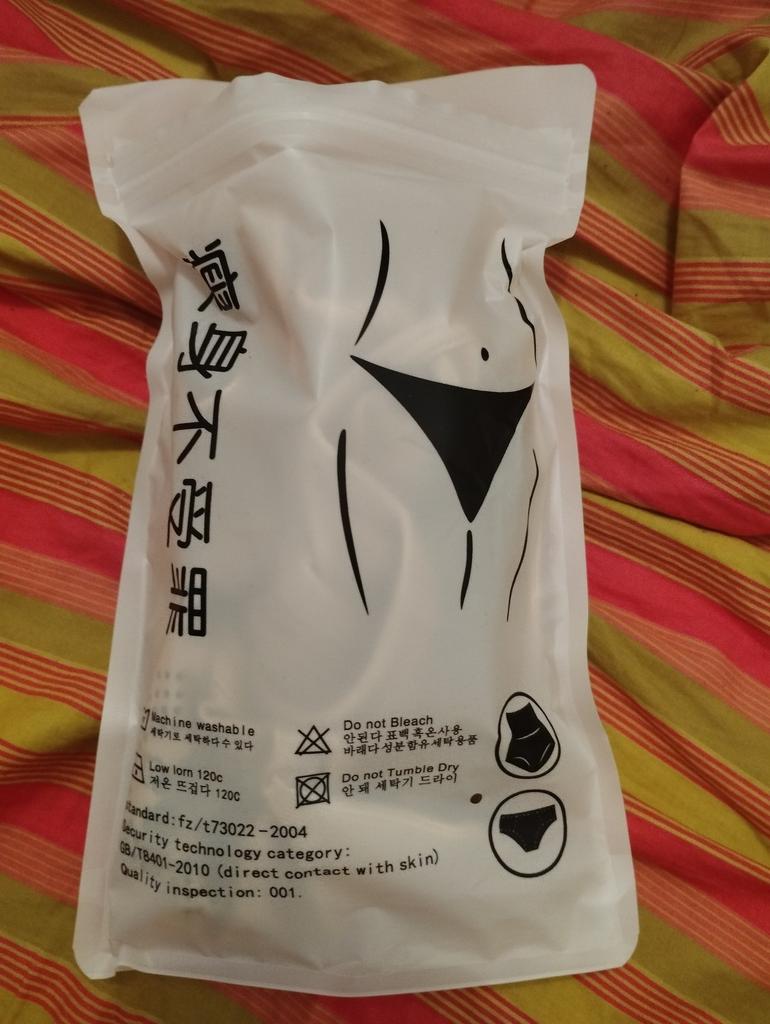 瘦身不受罪
Machine washable
세탁기로 세탁하다수 있다
Do not Bleach
안된다 표백 혹은사용
바래다 성분함유세탁용품
Low lorn 120c
저온 뜨겁다 120C
Do not Tumble Dry
안 돼 세탁기 드라이
tandard:fz/t73022-2004
Security technology category:
GB/T8401-2010 (direct contact with skin)
Quality inspection: 001.